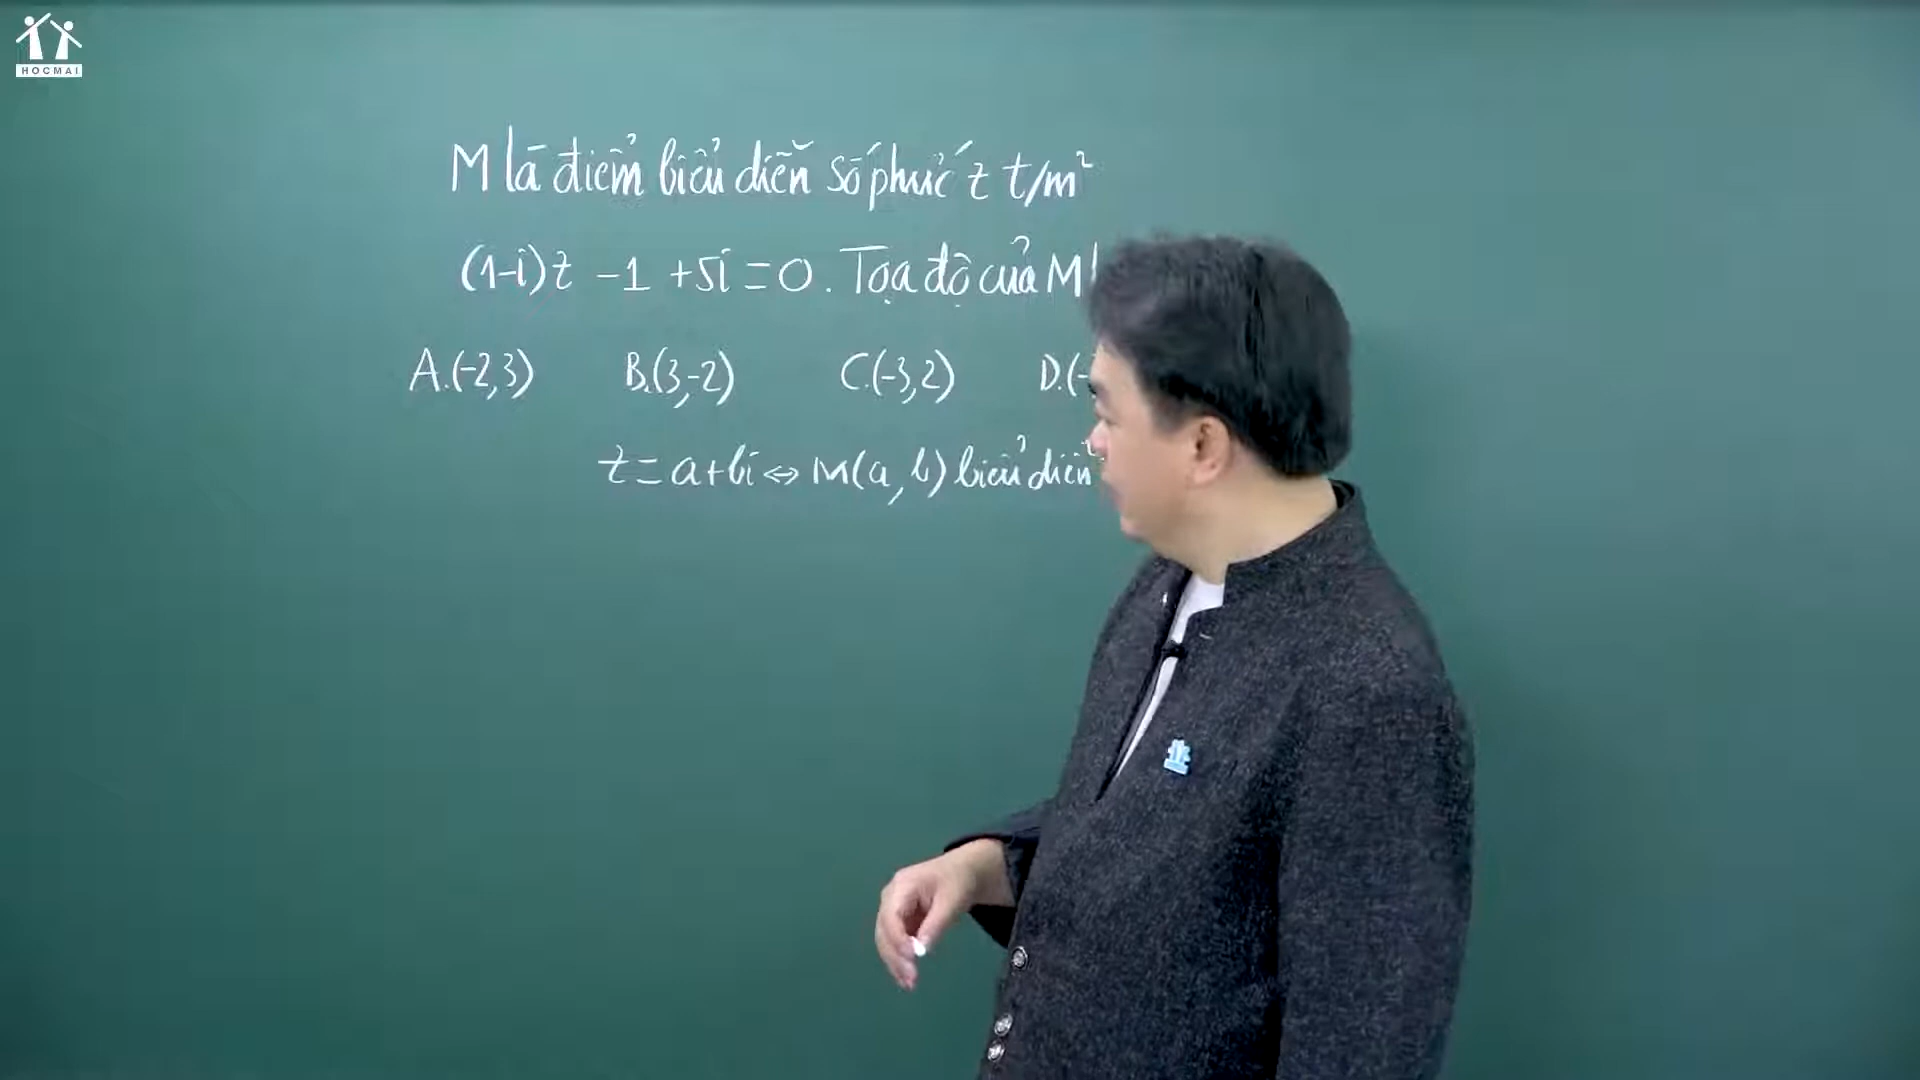 HOCMAI
M là điểm biểu diễn số phức z t/m²
(1-i)z -1 +5i = 0. Tọa độ của M
A.(-2,3) B.(3,-2) C.(-3,2) D.(-
z = a+bi ⇔ M(a, b) biểu diễn